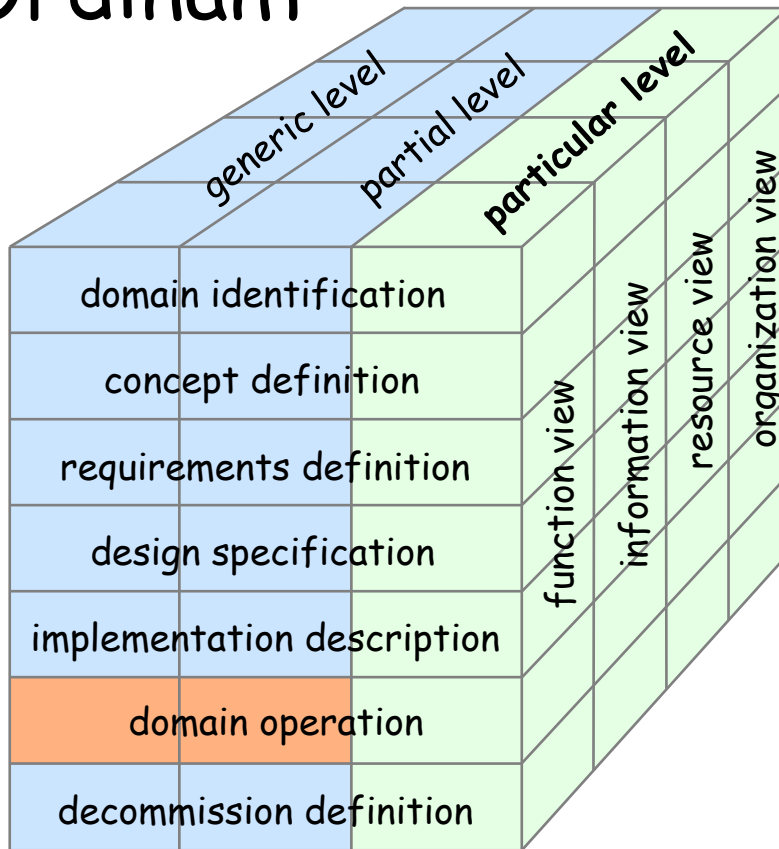 generic level
partial level
particular level
domain identification
concept definition
requirements definition
design specification
implementation description
domain operation
decommission definition
function view
information view
resource view
organization view